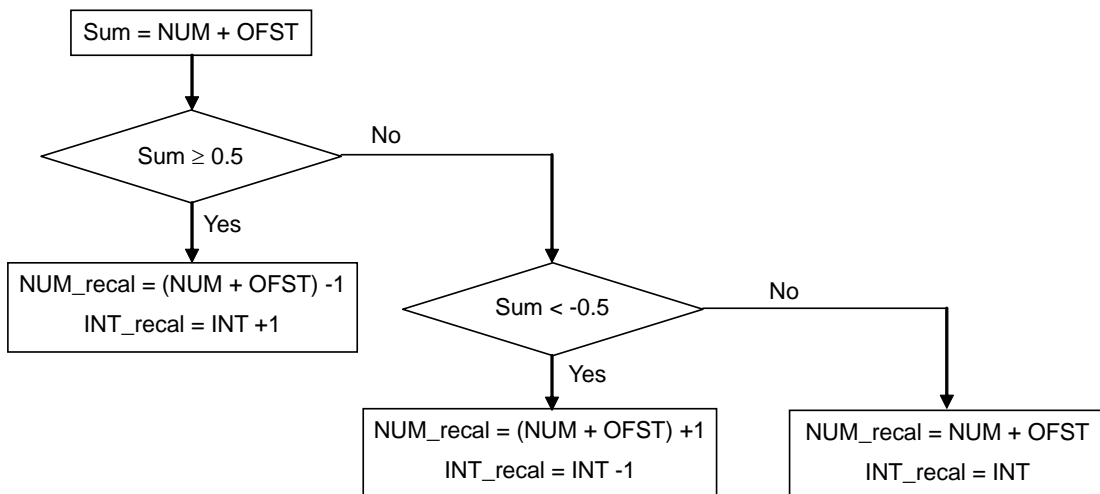 Sum = NUM + OFST
Sum ≥ 0.5
No
Yes
NUM_recal = (NUM + OFST) -1
INT_recal = INT +1
Sum < -0.5
No
Yes
NUM_recal = (NUM + OFST) +1
INT_recal = INT -1
NUM_recal = NUM + OFST
INT_recal = INT